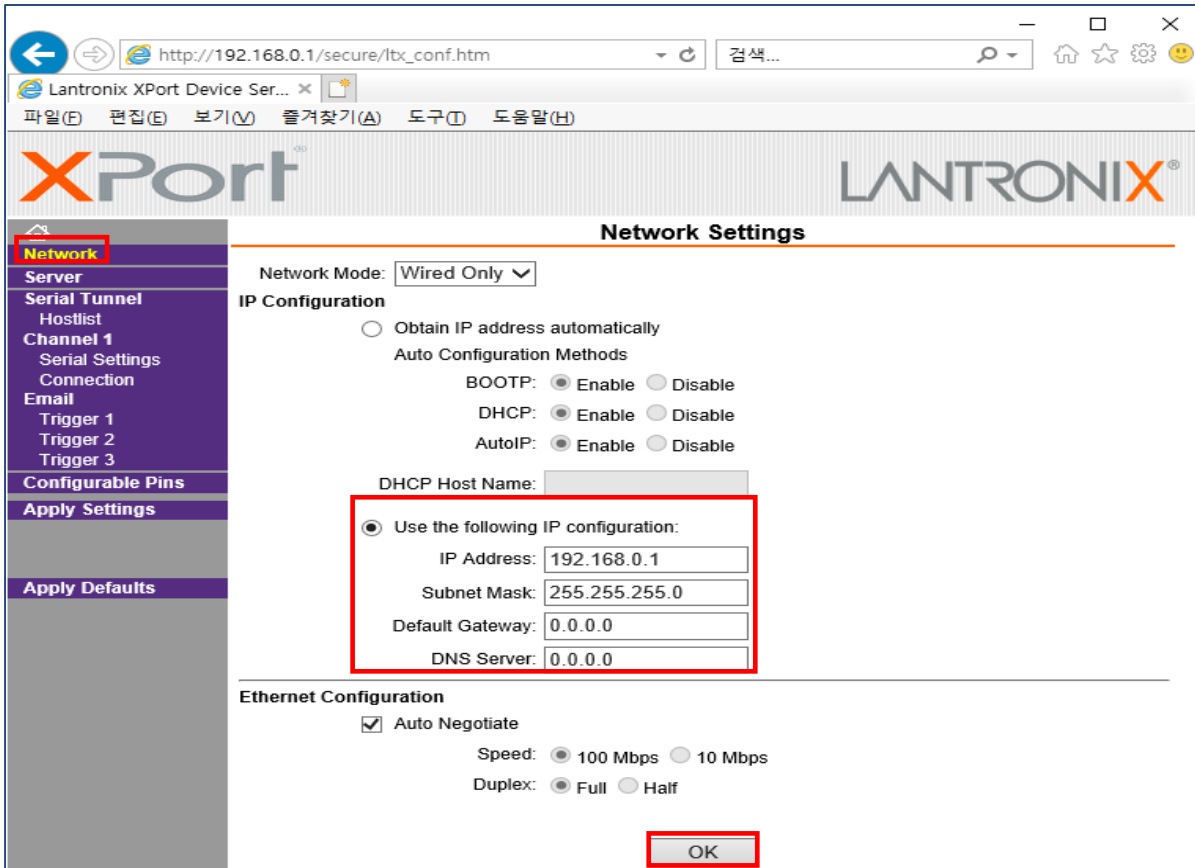 http://192.168.0.1/secure/ltx_conf.htm
검색...
Lantronix XPort Device Ser...
파일(F) 편집(E) 보기(V) 즐겨찾기(A) 도구(T) 도움말(H)
XPort®
LANTRONIX®
Network
Server
Serial Tunnel
Hostlist
Channel 1
Serial Settings
Connection
Email
Trigger 1
Trigger 2
Trigger 3
Configurable Pins
Apply Settings
Apply Defaults
Network Settings
Network Mode: Wired Only
IP Configuration
Obtain IP address automatically
Auto Configuration Methods
BOOTP: Enable Disable
DHCP: Enable Disable
AutoIP: Enable Disable
DHCP Host Name:
Use the following IP configuration:
IP Address: 192.168.0.1
Subnet Mask: 255.255.255.0
Default Gateway: 0.0.0.0
DNS Server: 0.0.0.0
Ethernet Configuration
Auto Negotiate
Speed: 100 Mbps 10 Mbps
Duplex: Full Half
OK